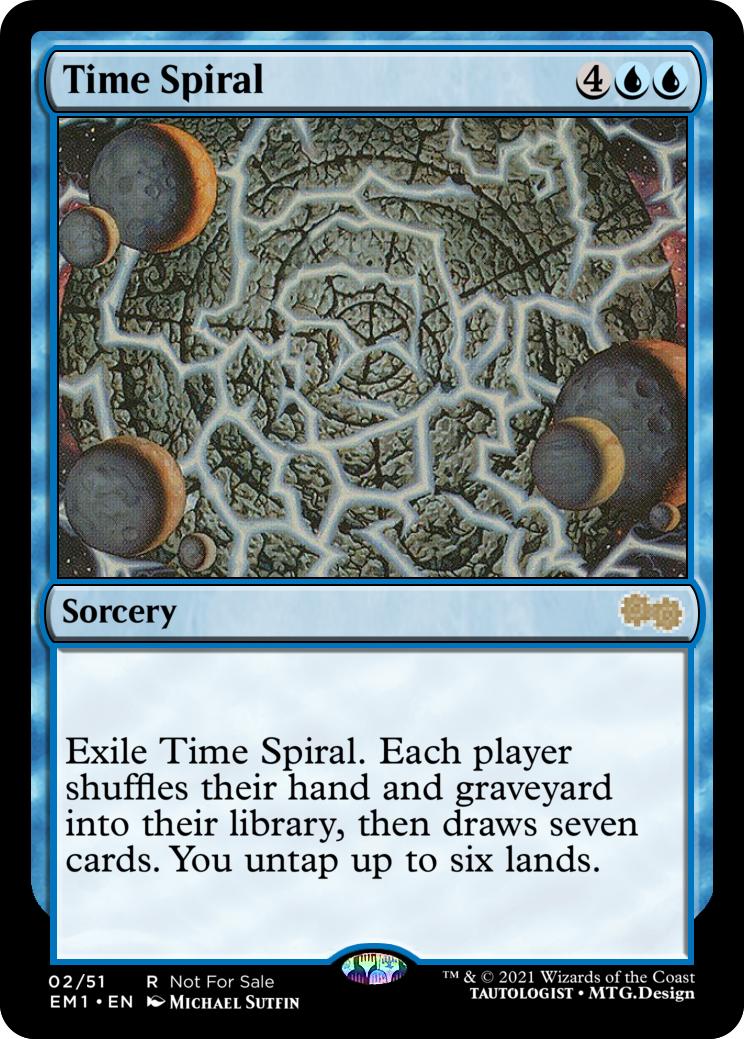 Time Spiral 4
Sorcery
Exile Time Spiral. Each player
shuffles their hand and graveyard
into their library, then draws seven
cards. You untap up to six lands.
02/51 R Not For Sale
EM1 • EN MICHAEL SUTFIN
™ & © 2021 Wizards of the Coast
TAUTOLOGIST • MTG.Design